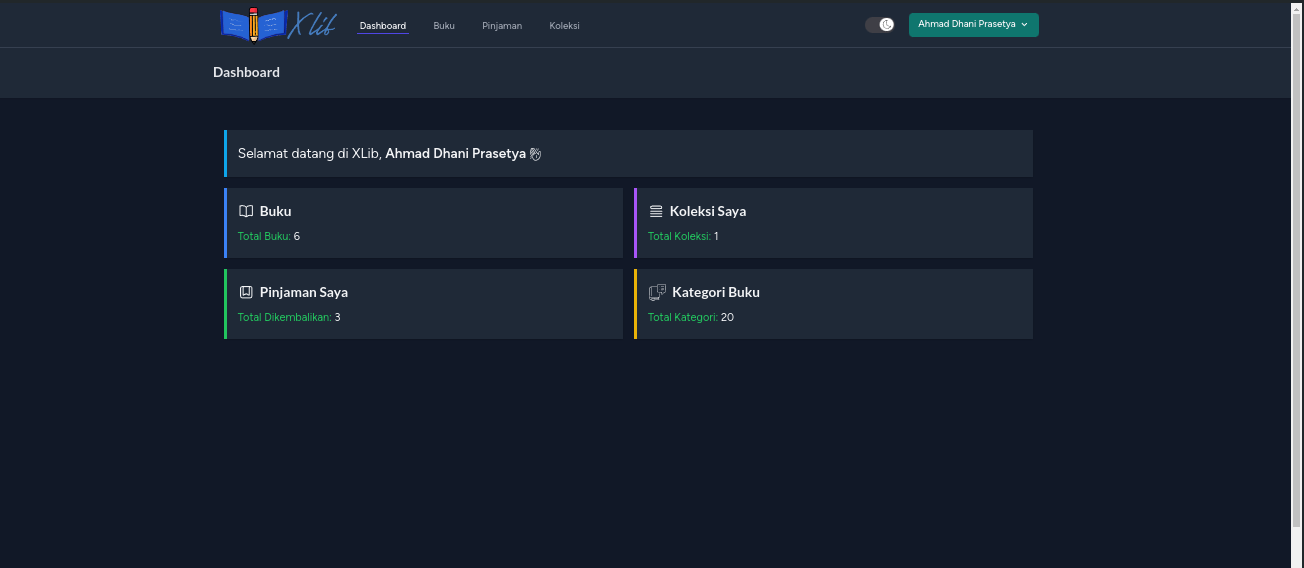 XLib Dashboard Buku Pinjaman Koleksi Ahmad Dhani Prasetya
Dashboard
Selamat datang di XLib, Ahmad Dhani Prasetya 👋
Buku
Total Buku: 6
Koleksi Saya
Total Koleksi: 1
Pinjaman Saya
Total Dikembalikan: 3
Kategori Buku
Total Kategori: 20